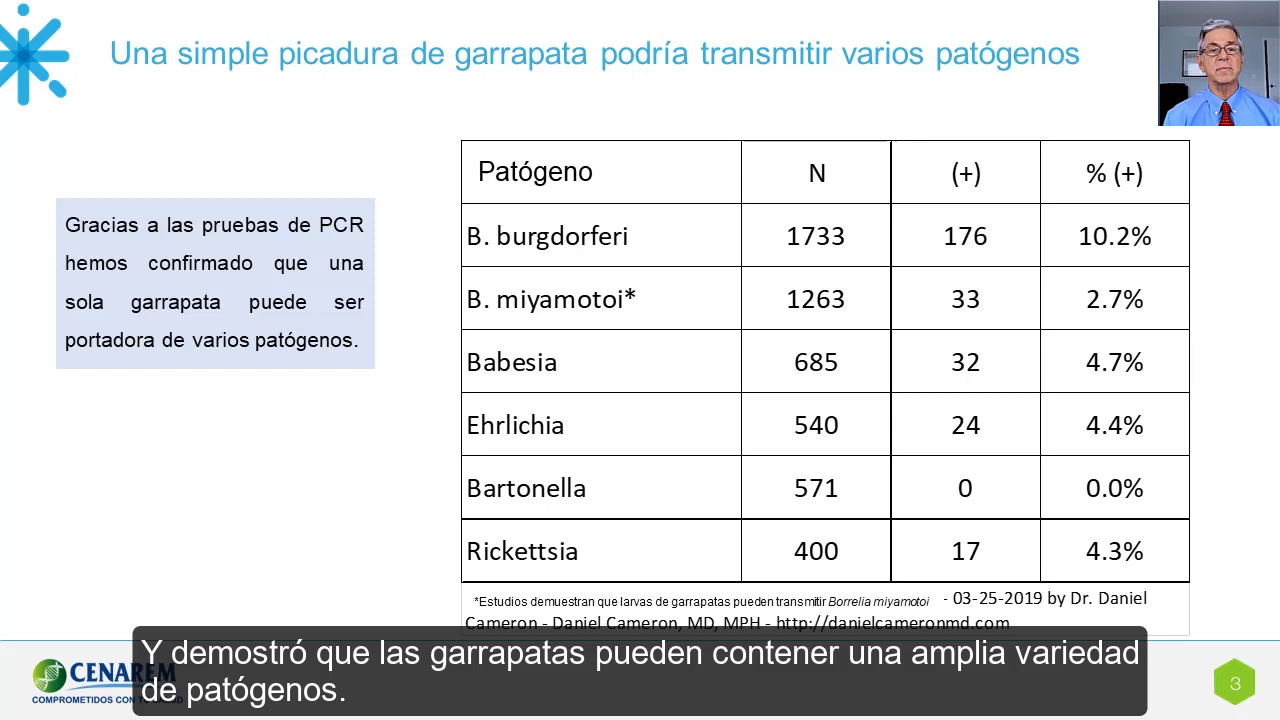 Una simple picadura de garrapata podría transmitir varios patógenos
Gracias a las pruebas de PCR
hemos confirmado que una
sola garrapata puede ser
portadora de varios patógenos.
Patógeno N (+) % (+)
B. burgdorferi 1733 176 10.2%
B. miyamotoi* 1263 33 2.7%
Babesia 685 32 4.7%
Ehrlichia 540 24 4.4%
Bartonella 571 0 0.0%
Rickettsia 400 17 4.3%
*Estudios demuestran que larvas de garrapatas pueden transmitir Borrelia miyamotoi - 03-25-2019 by Dr. Daniel
Cameron - Daniel Cameron, MD, MPH - http://danielcameronmd.com
Y demostró que las garrapatas pueden contener una amplia variedad
de patógenos.
CENAREM
COMPROMETIDOS CON
3